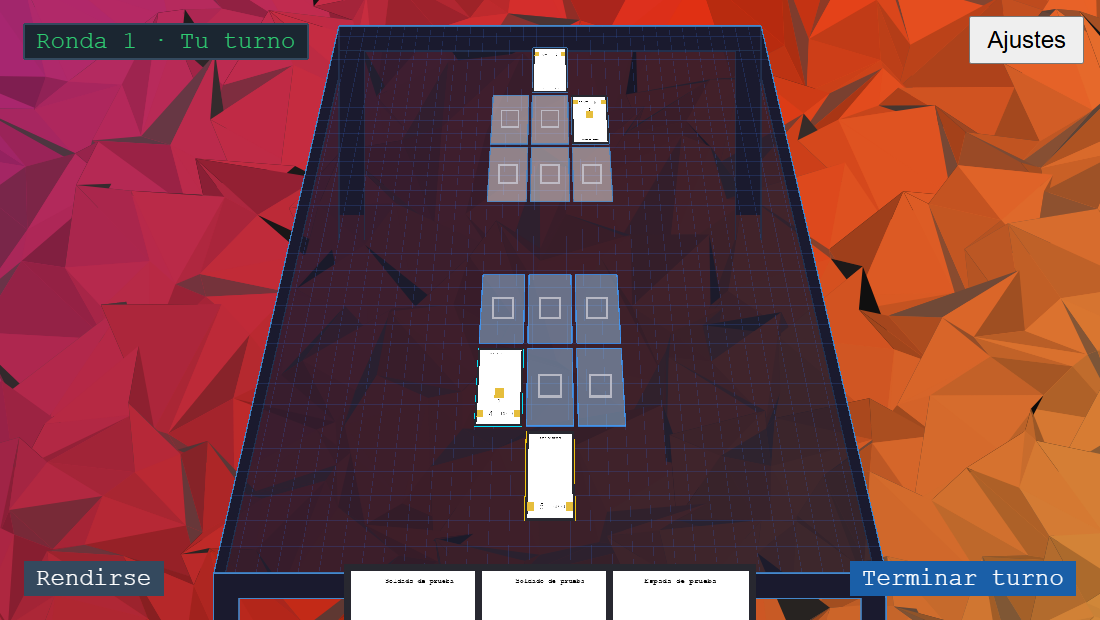 Ronda 1 · Tu turno
Ajustes
Rendirse
Terminar turno
Soldado de prueba
Soldado de prueba
Espada de prueba